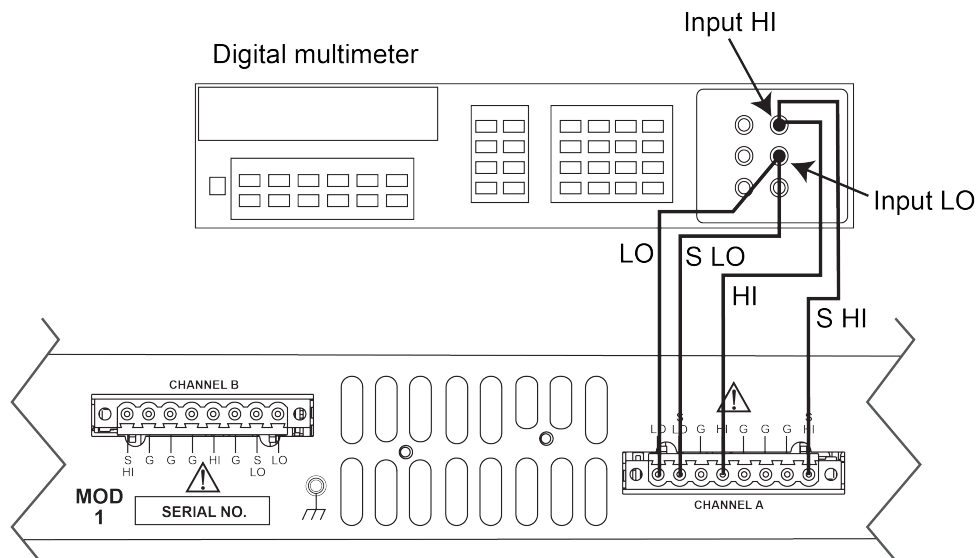 Input HI
Digital multimeter
Input LO
LO
S LO
HI
S HI
CHANNEL B
S
HI
G
G
G
HI
G
S
LO
LO
MOD
1
SERIAL NO.
LO
S
LO
G
HI
G
G
G
S
HI
CHANNEL A